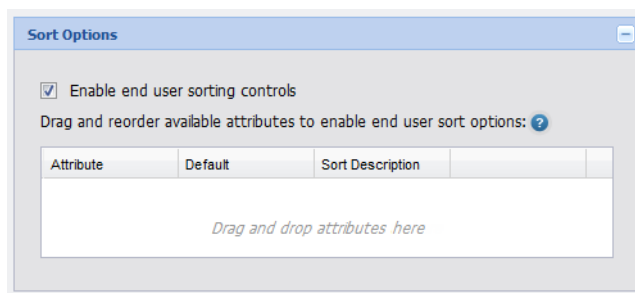 Sort Options
Enable end user sorting controls
Drag and reorder available attributes to enable end user sort options: ?
Attribute Default Sort Description
Drag and drop attributes here